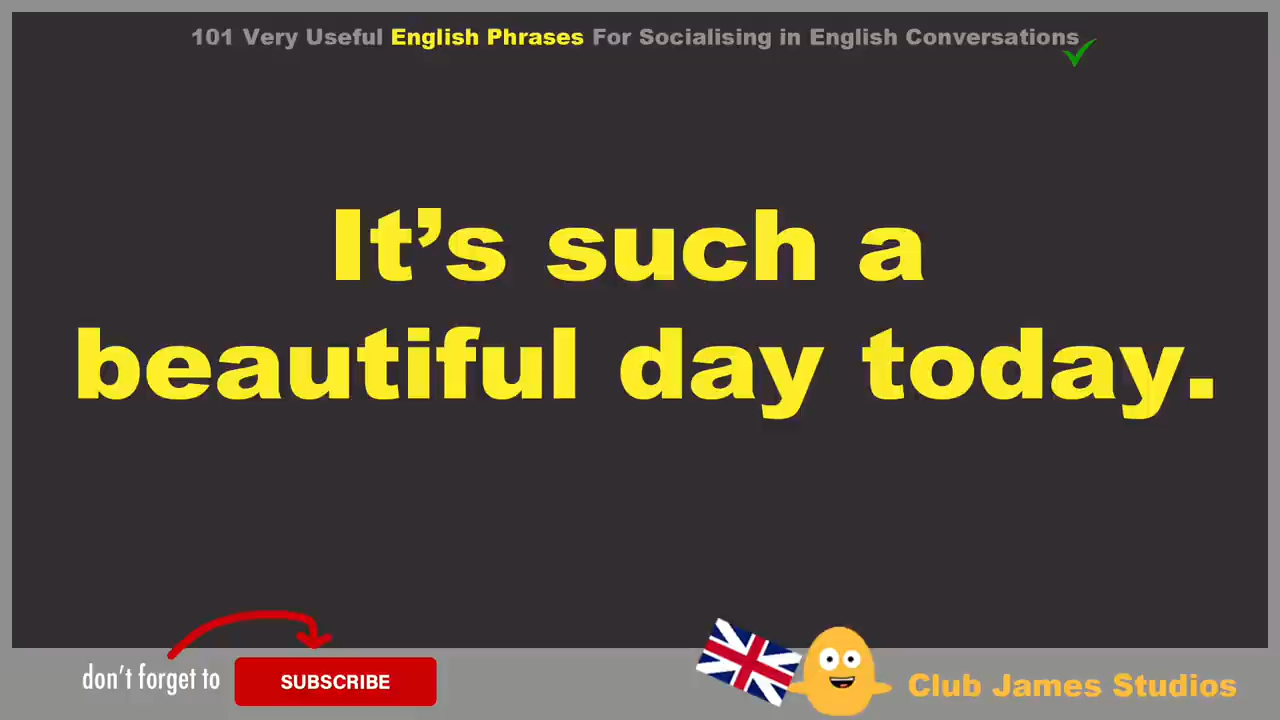 101 Very Useful English Phrases For Socialising in English Conversations
It’s such a
beautiful day today.
don't forget to
SUBSCRIBE
Club James Studios